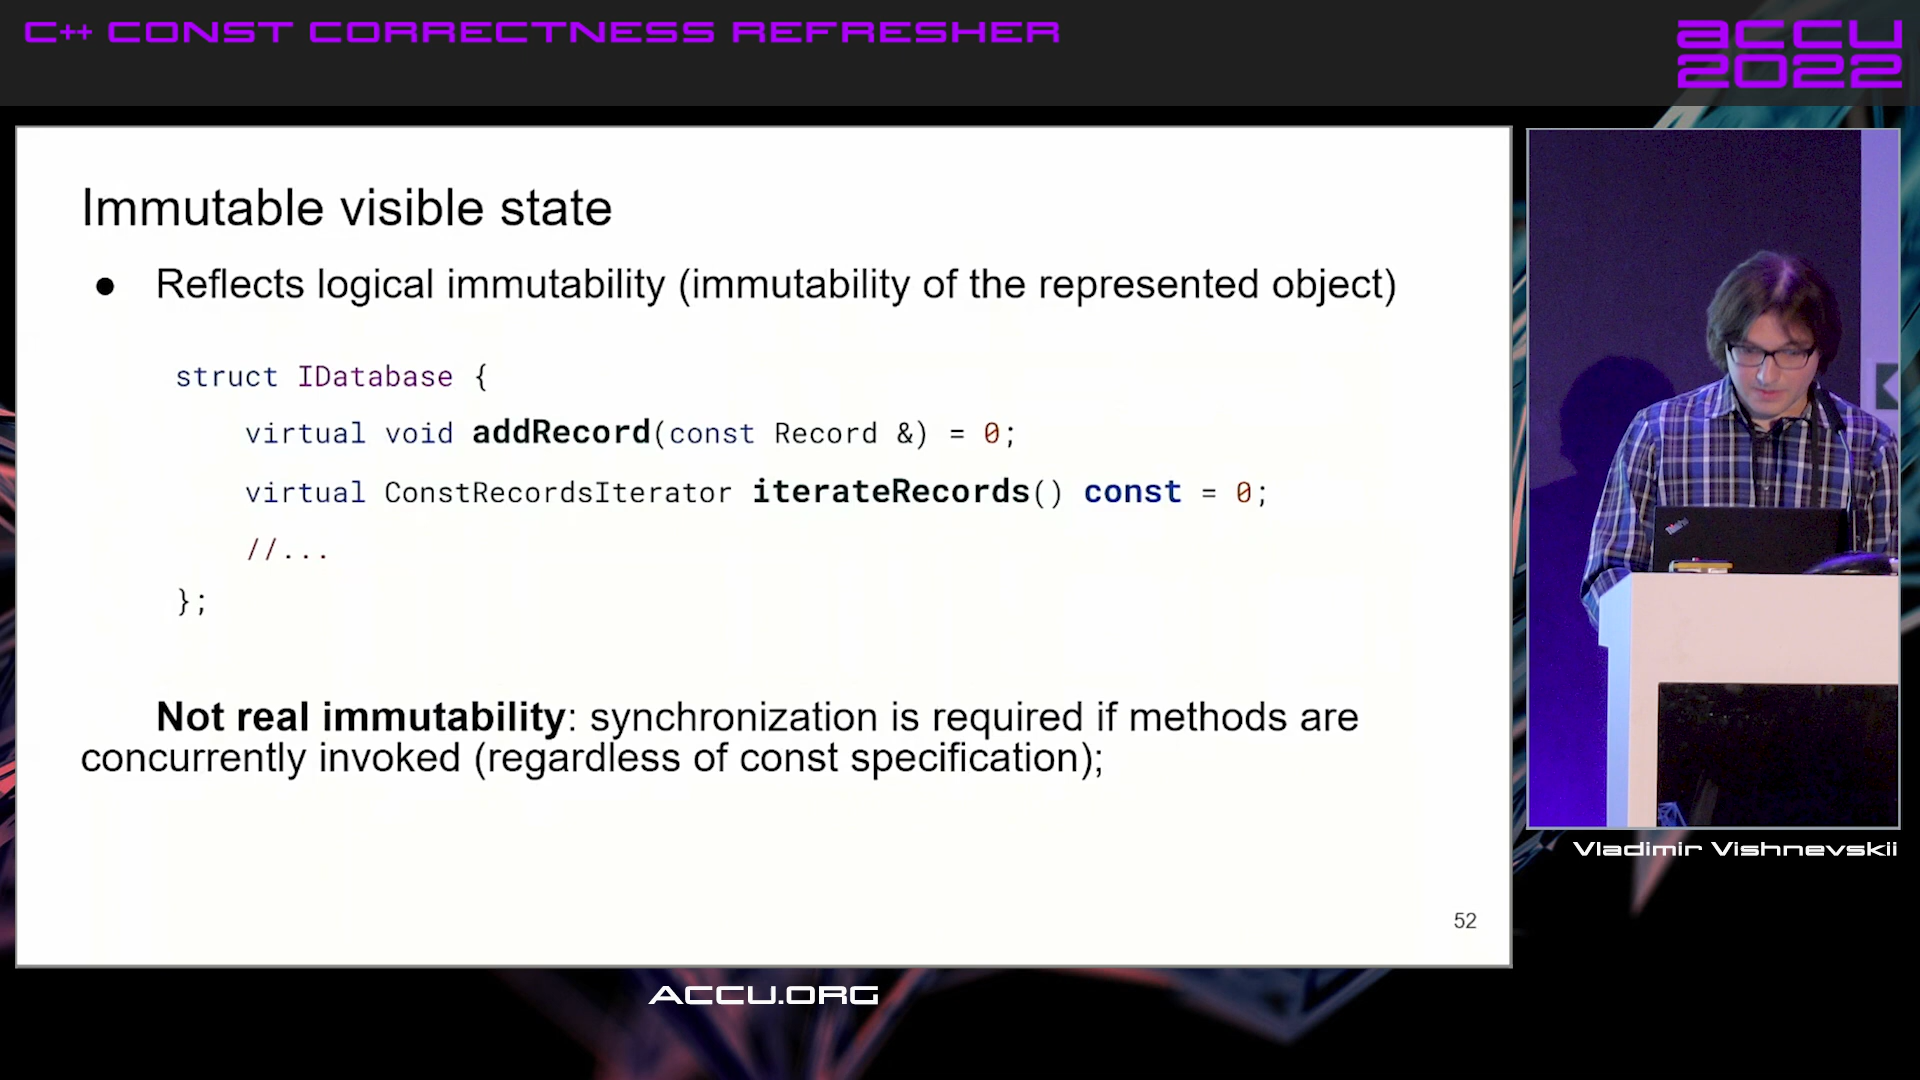 C++ CONST CORRECTNESS REFRESHER
accu
2022
Immutable visible state
● Reflects logical immutability (immutability of the represented object)
struct IDatabase {
virtual void addRecord(const Record &) = 0;
virtual ConstRecordsIterator iterateRecords() const = 0;
//...
};
Not real immutability: synchronization is required if methods are
concurrently invoked (regardless of const specification);
52
Vladimir Vishnevskii
ACCU.ORG